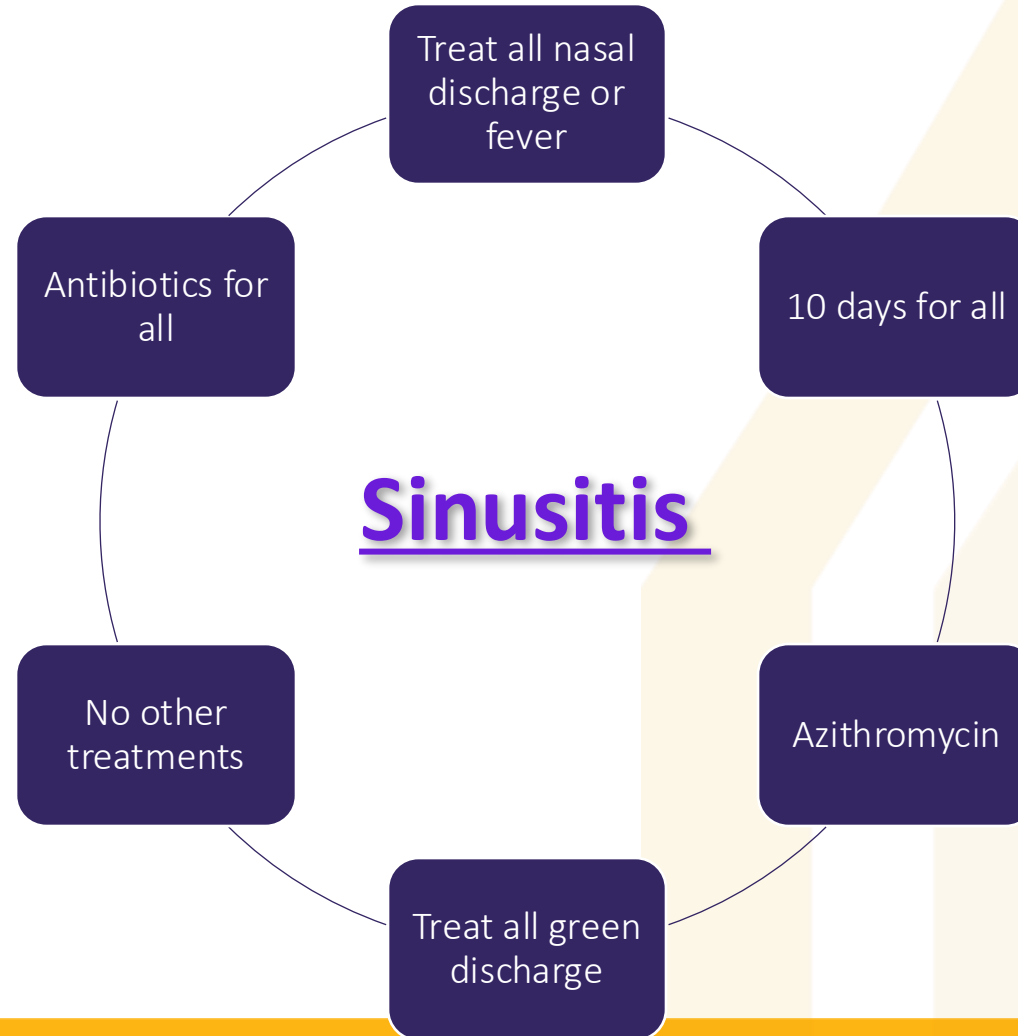 Treat all nasal
discharge or
fever
Antibiotics for
all
10 days for all
Sinusitis
No other
treatments
Azithromycin
Treat all green
discharge